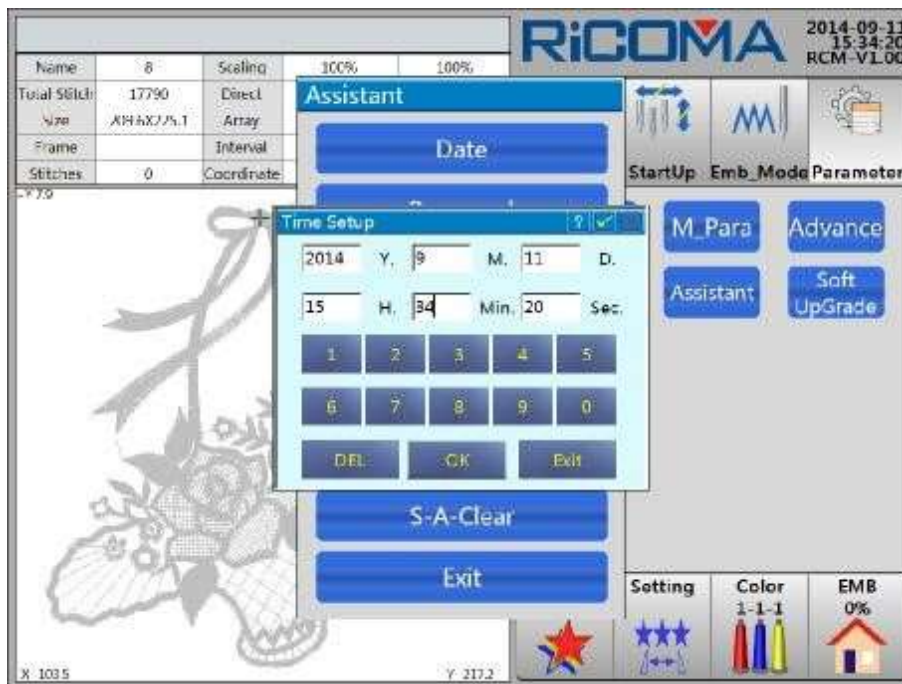 RiCOMA
2014-09-11
15:34:20
RCM-V1.00
Name 8 Scaling 100% 100%
Total Stitch 17790 Direct
Size Array
Frame Interval
Stitches 0 Coordinate
Assistant
Date
StartUp Emb_Mode Parameter
M_Para Advance
Assistant Soft UpGrade
Time Setup ?
2014 Y. 9 M. 11 D.
15 H. 34 Min. 20 Sec.
1 2 3 4 5
6 7 8 9 0
DEL OK Exit
S-A-Clear
Exit
Setting Color EMB
1-1-1 0%
X 103.5 Y 217.2